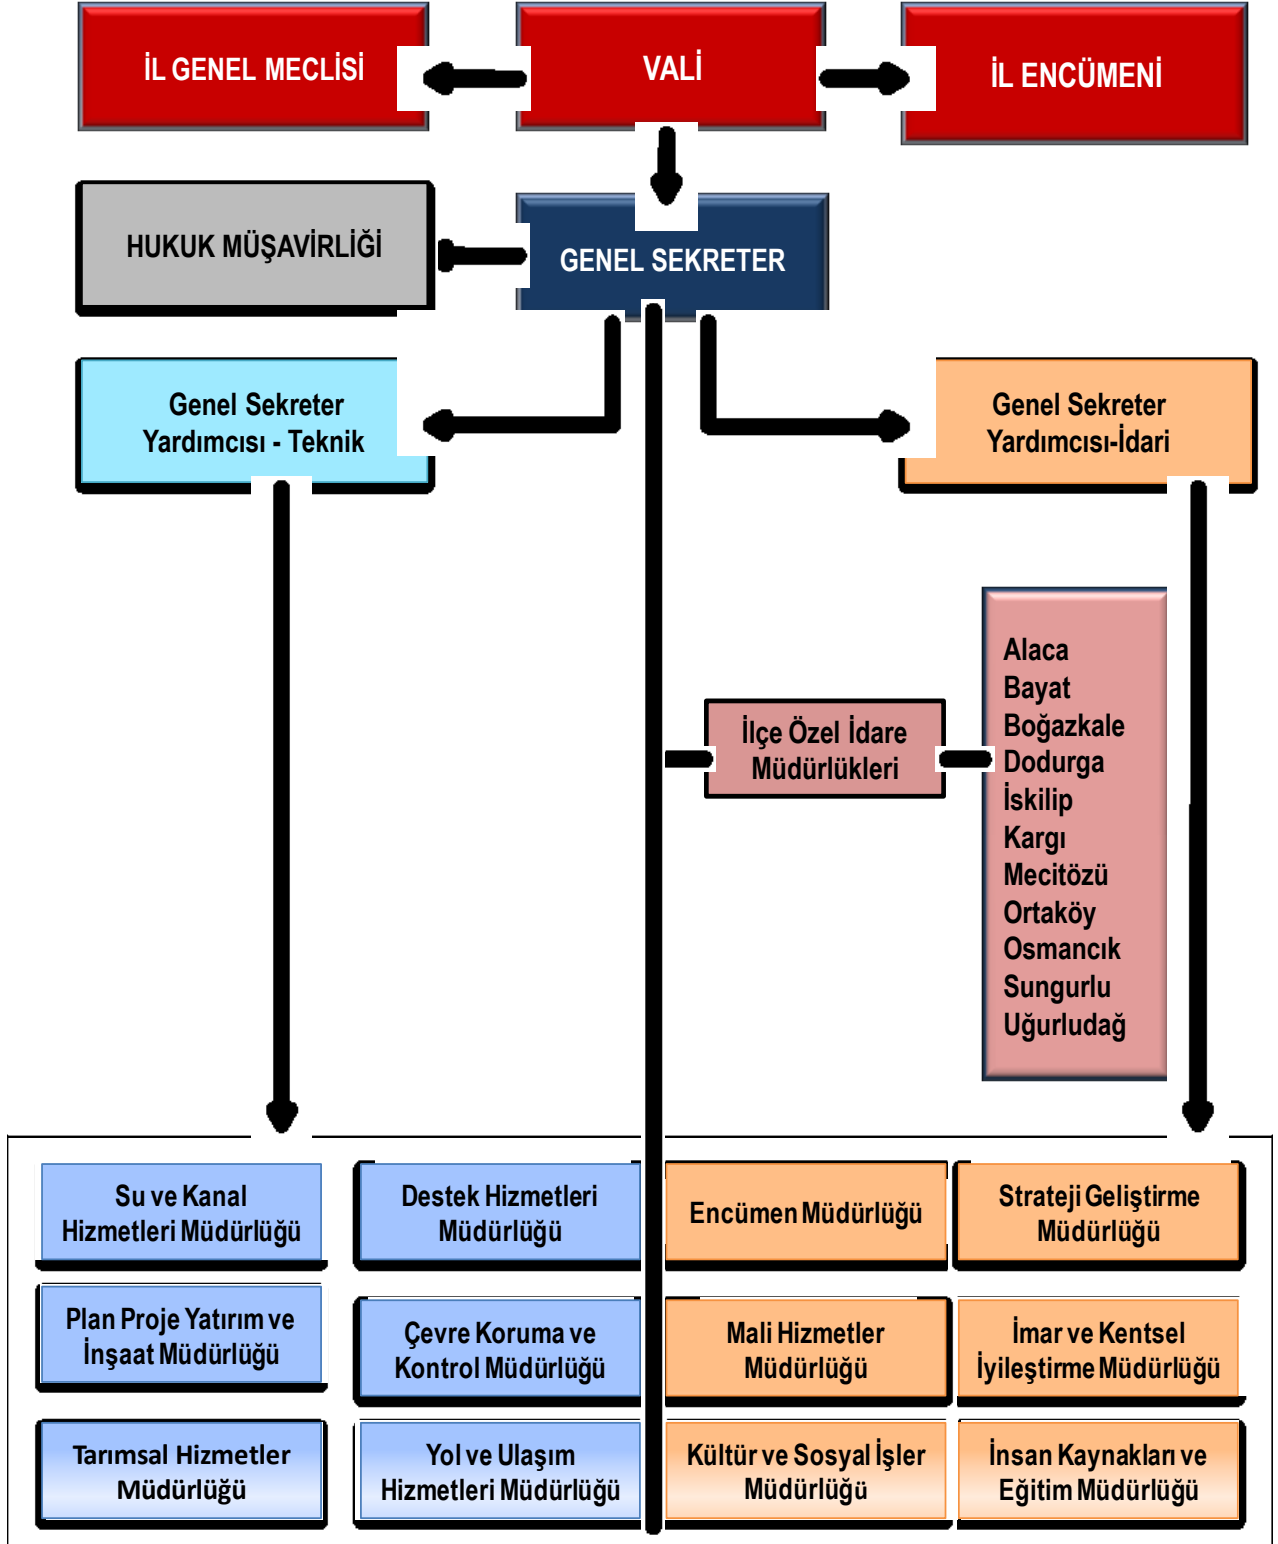 İL GENEL MECLİSİ
VALİ
İL ENCÜMENİ
HUKUK MÜŞAVİRLİĞİ
GENEL SEKRETER
Genel Sekreter
Yardımcısı - Teknik
Genel Sekreter
Yardımcısı-İdari
İlçe Özel İdare
Müdürlükleri
Alaca
Bayat
Boğazkale
Dodurga
İskilip
Kargı
Mecitözü
Ortaköy
Osmancık
Sungurlu
Uğurludağ
Su ve Kanal
Hizmetleri Müdürlüğü
Destek Hizmetleri
Müdürlüğü
Encümen Müdürlüğü
Strateji Geliştirme
Müdürlüğü
Plan Proje Yatırım ve
İnşaat Müdürlüğü
Çevre Koruma ve
Kontrol Müdürlüğü
Mali Hizmetler
Müdürlüğü
İmar ve Kentsel
İyileştirme Müdürlüğü
Tarımsal Hizmetler
Müdürlüğü
Yol ve Ulaşım
Hizmetleri Müdürlüğü
Kültür ve Sosyal İşler
Müdürlüğü
İnsan Kaynakları ve
Eğitim Müdürlüğü